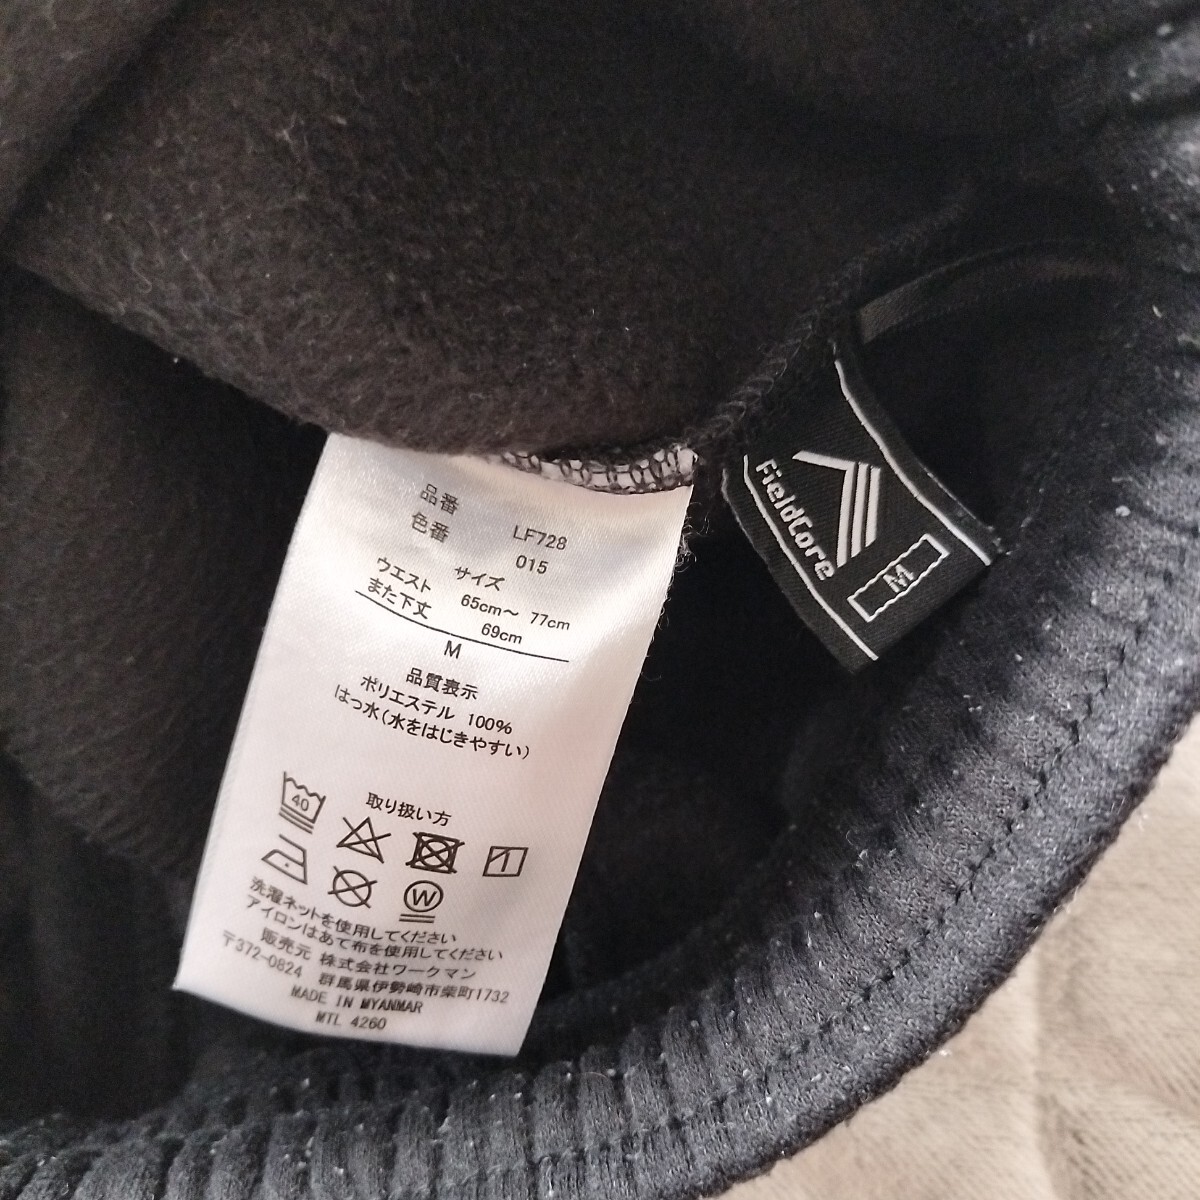 品番 LF728
色番 015
サイズ
ウエスト 65cm～ 77cm
また下丈 69cm
M
品質表示
ポリエステル 100%
はっ水(水をはじきやすい)
取り扱い方
40
W
洗濯ネットを使用してください
アイロンはあて布を使用してください
販売元 株式会社ワークマン
〒372-0824 群馬県伊勢崎市柴町1732
MADE IN MYANMAR
MTL 4260
FieldCore
M